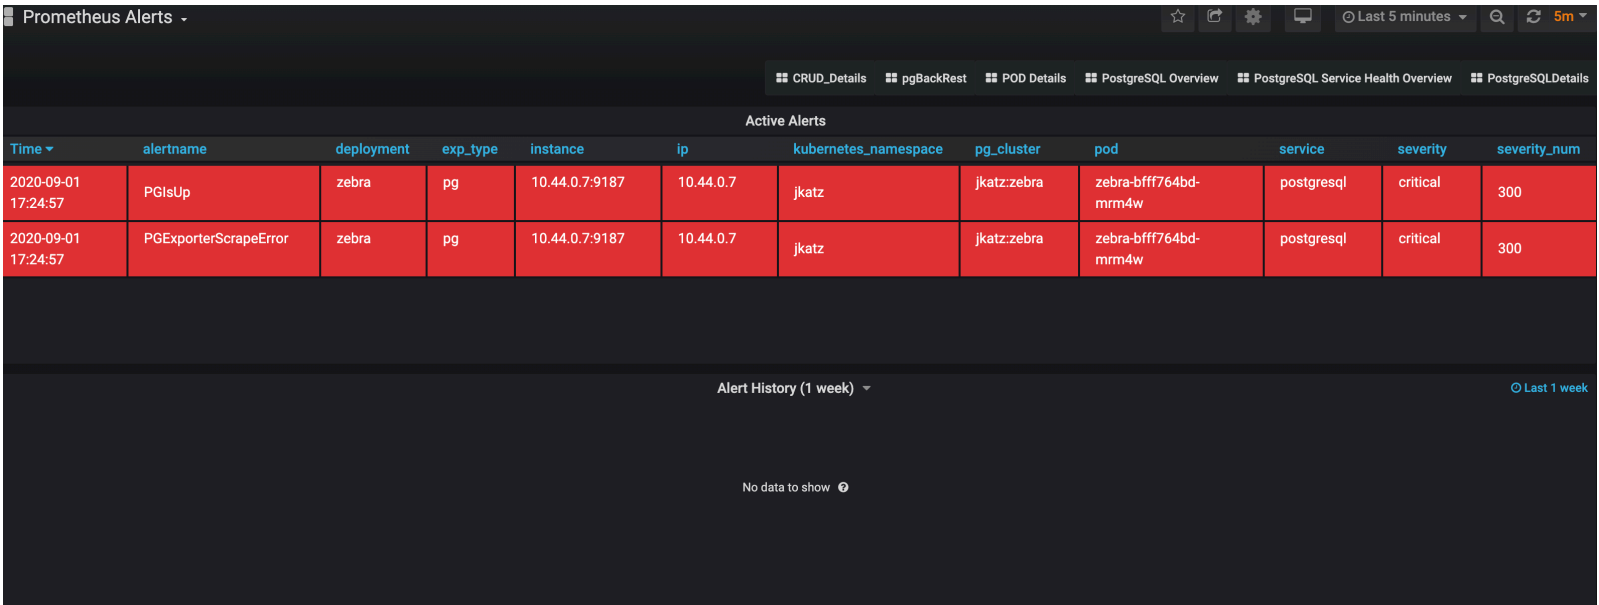 Prometheus Alerts
Last 5 minutes
5m
CRUD_Details pgBackRest POD Details PostgreSQL Overview PostgreSQL Service Health Overview PostgreSQLDetails
Active Alerts
Time alertname deployment exp_type instance ip kubernetes_namespace pg_cluster pod service severity severity_num
2020-09-01 17:24:57 PGIsUp zebra pg 10.44.0.7:9187 10.44.0.7 jkatz jkatz:zebra zebra-bfff764bd-mrm4w postgresql critical 300
2020-09-01 17:24:57 PGExporterScrapeError zebra pg 10.44.0.7:9187 10.44.0.7 jkatz jkatz:zebra zebra-bfff764bd-mrm4w postgresql critical 300
Alert History (1 week)
Last 1 week
No data to show